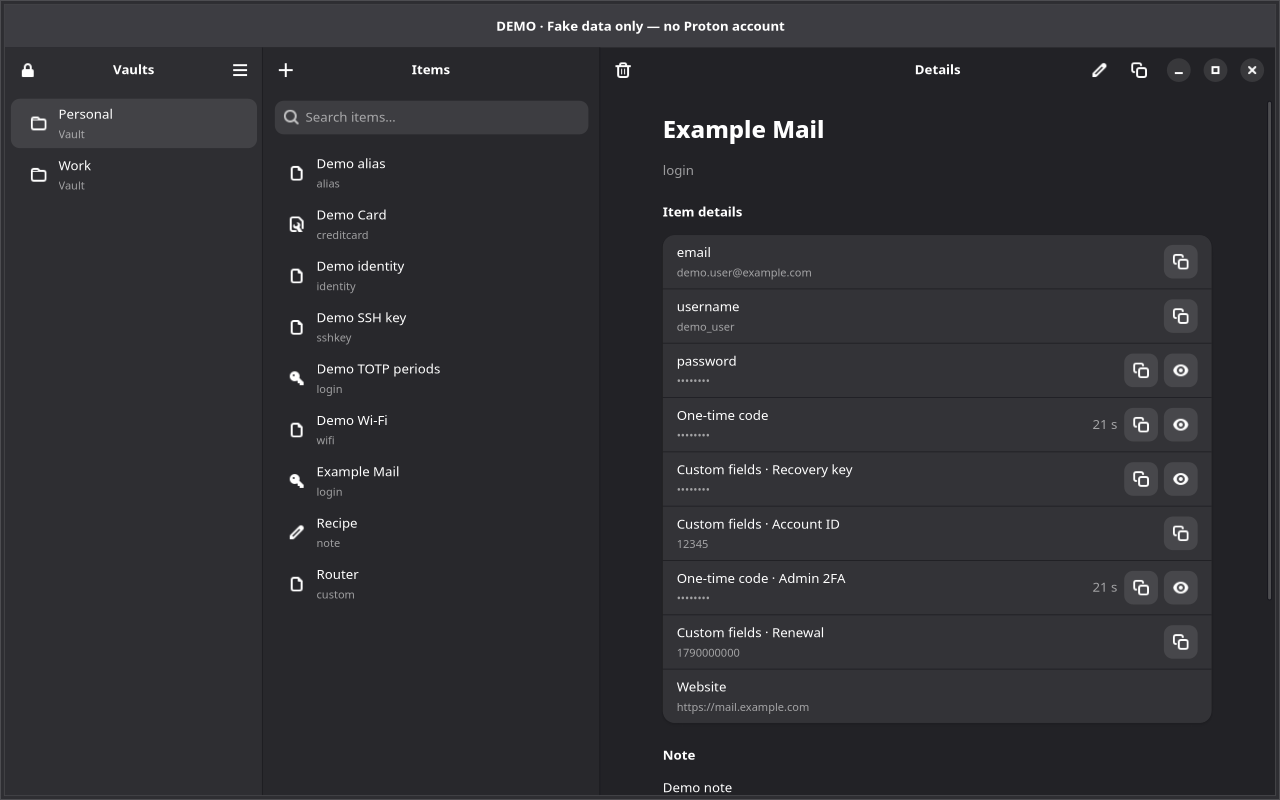 DEMO · Fake data only — no Proton account
Vaults
Personal
Vault
Work
Vault
Items
Search items...
Demo alias
alias
Demo Card
creditcard
Demo identity
identity
Demo SSH key
sshkey
Demo TOTP periods
login
Demo Wi-Fi
wifi
Example Mail
login
Recipe
note
Router
custom
Details
Example Mail
login
Item details
email
demo.user@example.com
username
demo_user
password
••••••••
One-time code
••••••••
21 s
Custom fields · Recovery key
••••••••
Custom fields · Account ID
12345
One-time code · Admin 2FA
••••••••
21 s
Custom fields · Renewal
1790000000
Website
https://mail.example.com
Note
Demo note